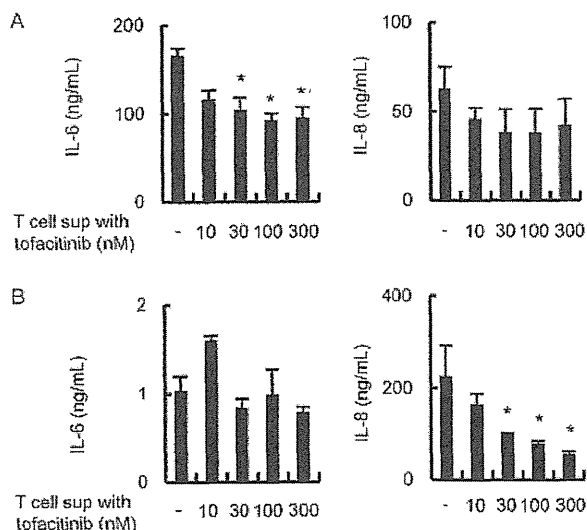 A
200
100
0
IL-6 (ng/mL)
*
*
*
100
50
0
IL-8 (ng/mL)
T cell sup with
tofacitinib (nM)
- 10 30 100 300
- 10 30 100 300
B
2
1
0
IL-6 (ng/mL)
400
200
0
IL-8 (ng/mL)
*
*
*
T cell sup with
tofacitinib (nM)
- 10 30 100 300
- 10 30 100 300